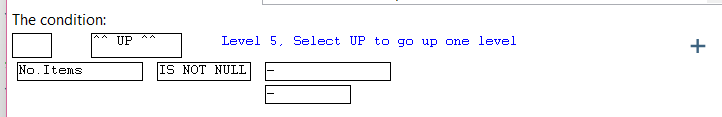 The condition:
^^ UP ^^ Level 5, Select UP to go up one level
No.Items IS NOT NULL –
–